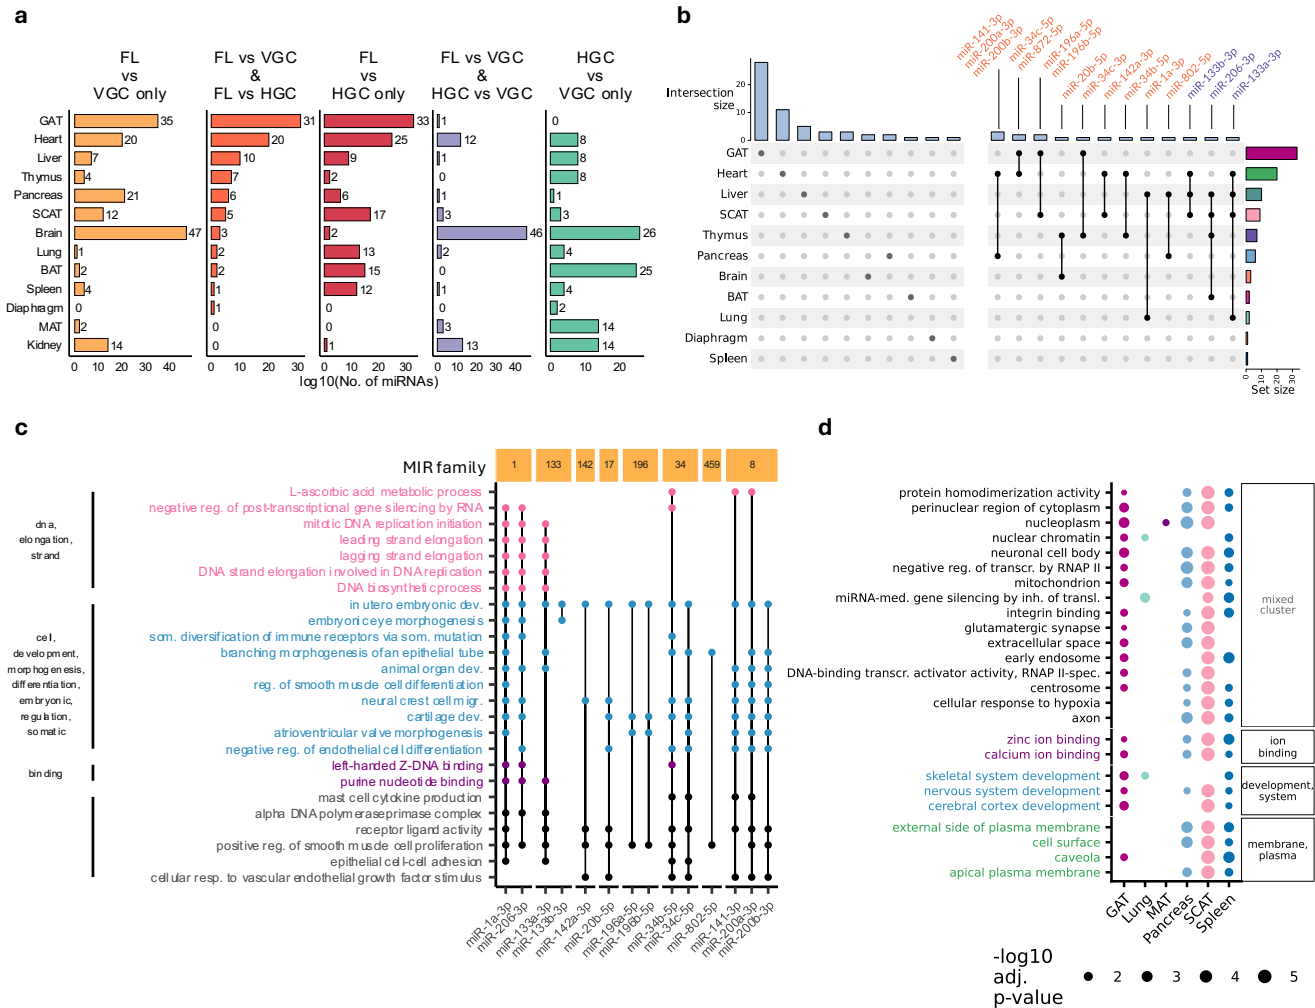 a
FL
vs
VGC only
FL vs VGC
&
FL vs HGC
FL
vs
HGC only
FL vs VGC
&
HGC vs VGC
HGC
vs
VGC only
GAT 35 31 33 1 0
Heart 20 20 25 12 8
Liver 7 10 9 1 8
Thymus 4 7 2 0 8
Pancreas 21 6 6 1 1
SCAT 12 5 17 3 3
Brain 47 3 2 46 26
Lung 1 2 13 2 4
BAT 2 2 15 0 25
Spleen 4 1 12 1 4
Diaphragm 0 1 0 0 2
MAT 2 0 0 3 14
Kidney 14 0 1 13 14
0 10 20 30 40 0 10 20 30 0 10 20 30 0 10 20 30 40 0 20
log10(No. of miRNAs)
b
miR-141-3p
miR-200a-3p
miR-200b-3p
miR-34c-5p
miR-872-5p
miR-196a-5p
miR-196b-5p
miR-20b-5p
miR-34c-3p
miR-142a-3p
miR-34b-5p
miR-1a-3p
miR-802-5p
miR-133b-3p
miR-206-3p
miR-133a-3p
Intersection
size
20
10
0
GAT
Heart
Liver
SCAT
Thymus
Pancreas
Brain
BAT
Lung
Diaphragm
Spleen
0 10 20 30
Set size
c
MIR family 1 133 142 17 196 34 459 8
dna,
elongation,
strand
L-ascorbic acid metabolic process
negative reg. of post-transcriptional gene silencing by RNA
mitotic DNA replication initiation
leading strand elongation
lagging strand elongation
DNA strand elongation involved in DNA replication
DNA biosynthetic process
cell,
development,
morphogenesis,
differentiation,
embryonic,
regulation,
somatic
in utero embryonic dev.
embryonic eye morphogenesis
som. diversification of immune receptors via som. mutation
branching morphogenesis of an epithelial tube
animal organ dev.
reg. of smooth muscle cell differentiation
neural crest cell migr.
cartilage dev.
atrioventricular valve morphogenesis
negative reg. of endothelial cell differentiation
binding
left-handed Z-DNA binding
purine nucleotide binding
mast cell cytokine production
alpha DNA polymerase:primase complex
receptor ligand activity
positive reg. of smooth muscle cell proliferation
epithelial cell-cell adhesion
cellular resp. to vascular endothelial growth factor stimulus
miR-1a-3p
miR-206-3p
miR-133a-3p
miR-133b-3p
miR-142a-3p
miR-20b-5p
miR-196a-5p
miR-196b-5p
miR-34b-5p
miR-34c-5p
miR-802-5p
miR-141-3p
miR-200a-3p
miR-200b-3p
d
protein homodimerization activity
perinuclear region of cytoplasm
nucleoplasm
nuclear chromatin
neuronal cell body
negative reg. of transcr. by RNAP II
mitochondrion
miRNA-med. gene silencing by inh. of transl.
integrin binding
glutamatergic synapse
extracellular space
early endosome
DNA-binding transcr. activator activity, RNAP II-spec.
centrosome
cellular response to hypoxia
axon
mixed
cluster
zinc ion binding
calcium ion binding
ion
binding
skeletal system development
nervous system development
cerebral cortex development
development,
system
external side of plasma membrane
cell surface
caveola
apical plasma membrane
membrane,
plasma
GAT
Lung
MAT
Pancreas
SCAT
Spleen
-log10
adj.
p-value
2 3 4 5